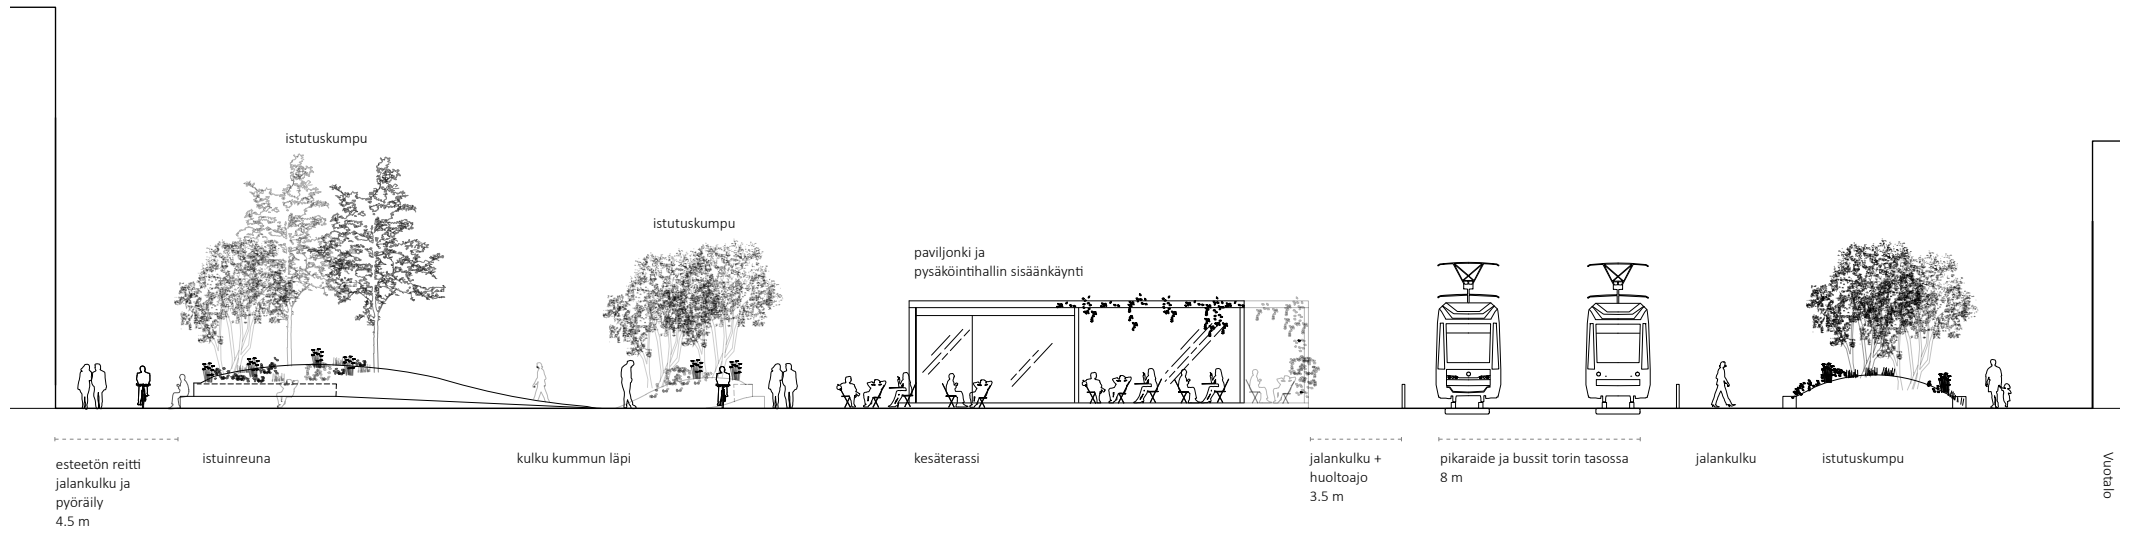 istutuskumpu
istutuskumpu
paviljonki ja
pysäköintihallin sisäänkäynti
esteetön reitti
jalankulku ja
pyöräily
4.5 m
istuinreuna
kulku kummun läpi
kesäterassi
jalankulku +
huoltoajo
3.5 m
pikaraide ja bussit torin tasossa
8 m
jalankulku
istutuskumpu
Vuotalo